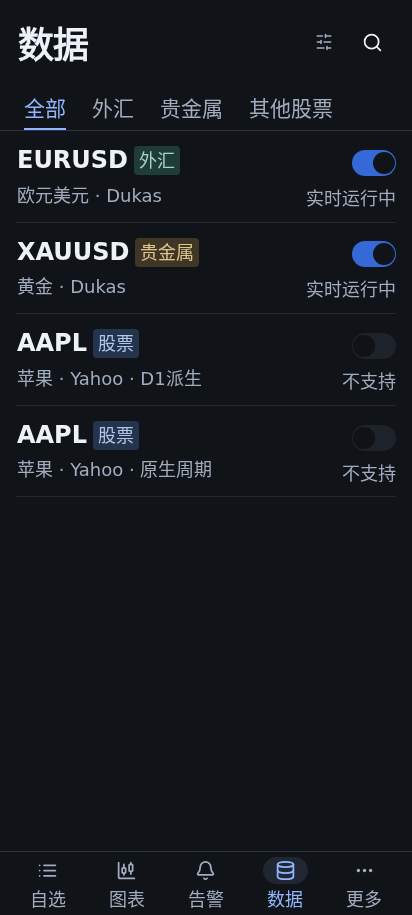 数据
全部 外汇 贵金属 其他股票
EURUSD 外汇
欧元美元 · Dukas 实时运行中
XAUUSD 贵金属
黄金 · Dukas 实时运行中
AAPL 股票
苹果 · Yahoo · D1派生 不支持
AAPL 股票
苹果 · Yahoo · 原生周期 不支持
自选 图表 告警 数据 更多